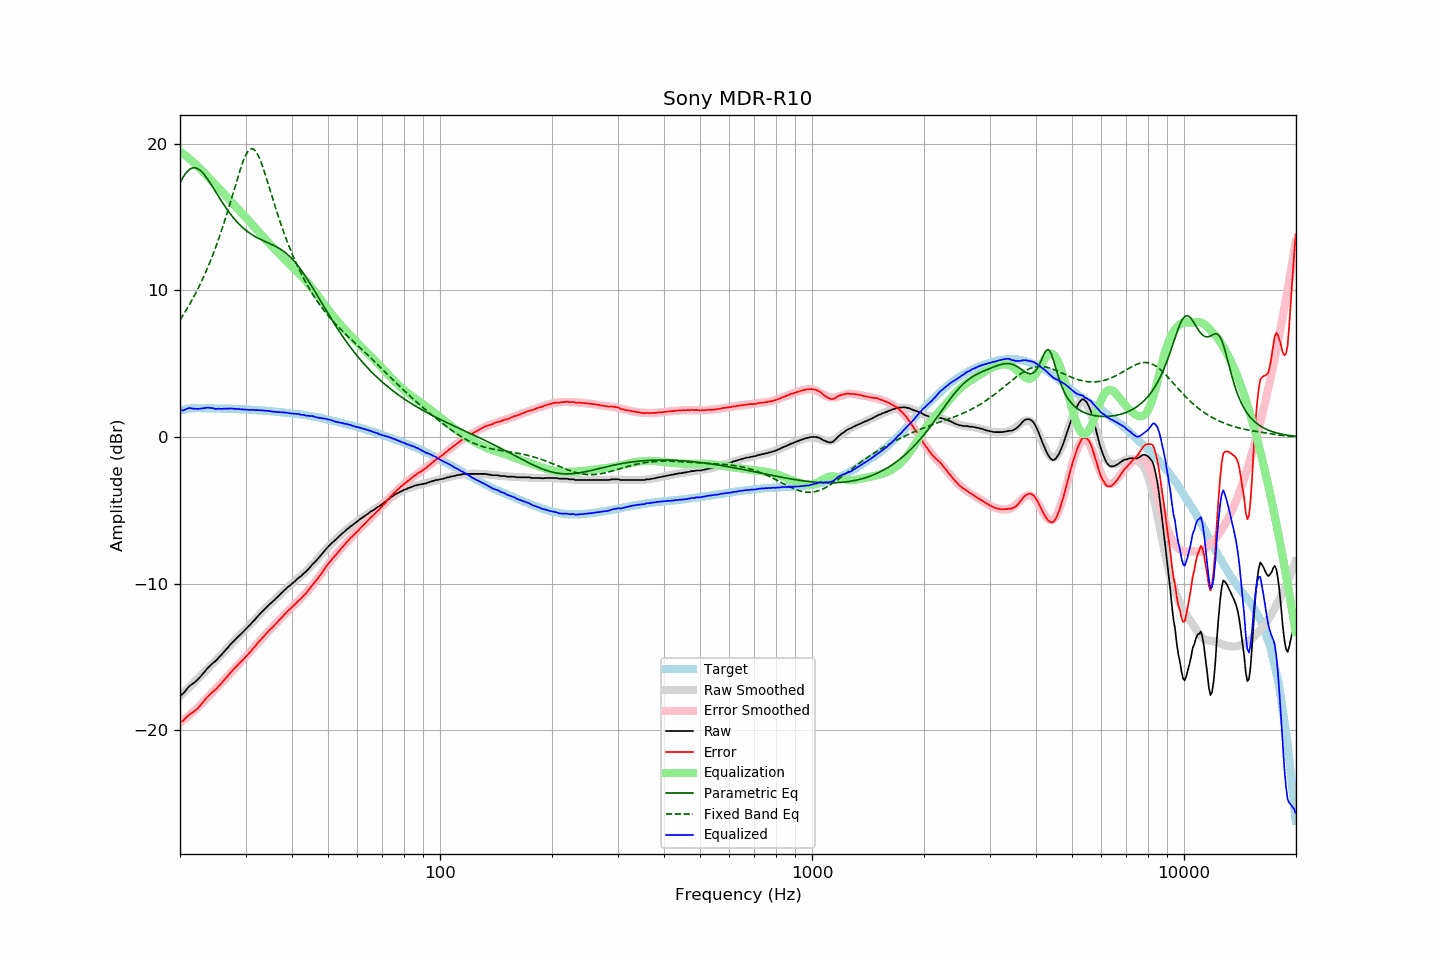 Sony MDR-R10
20
10
0
−10
−20
Amplitude (dBr)
Target
Raw Smoothed
Error Smoothed
Raw
Error
Equalization
Parametric Eq
Fixed Band Eq
Equalized
100 1000 10000
Frequency (Hz)